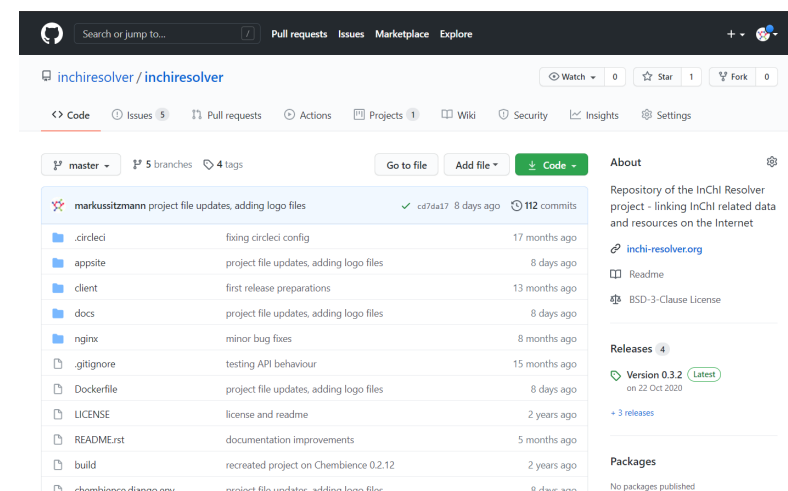 Search or jump to... / Pull requests Issues Marketplace Explore
inchiresolver / inchiresolver
Watch 0 Star 1 Fork 0
Code Issues 5 Pull requests Actions Projects 1 Wiki Security Insights Settings
master 5 branches 4 tags Go to file Add file Code
markussitzmann project file updates, adding logo files cd7da17 8 days ago 112 commits
.circleci fixing circleci config 17 months ago
appsite project file updates, adding logo files 8 days ago
client first release preparations 13 months ago
docs project file updates, adding logo files 8 days ago
nginx minor bug fixes 8 months ago
.gitignore testing API behaviour 15 months ago
Dockerfile project file updates, adding logo files 8 days ago
LICENSE license and readme 2 years ago
README.rst documentation improvements 5 months ago
build recreated project on Chembience 0.2.12 2 years ago
chembience.django.env project file updates, adding logo files 8 days ago
About
Repository of the InChI Resolver
project - linking InChI related data
and resources on the Internet
inchi-resolver.org
Readme
BSD-3-Clause License
Releases 4
Version 0.3.2 Latest
on 22 Oct 2020
+ 3 releases
Packages
No packages published